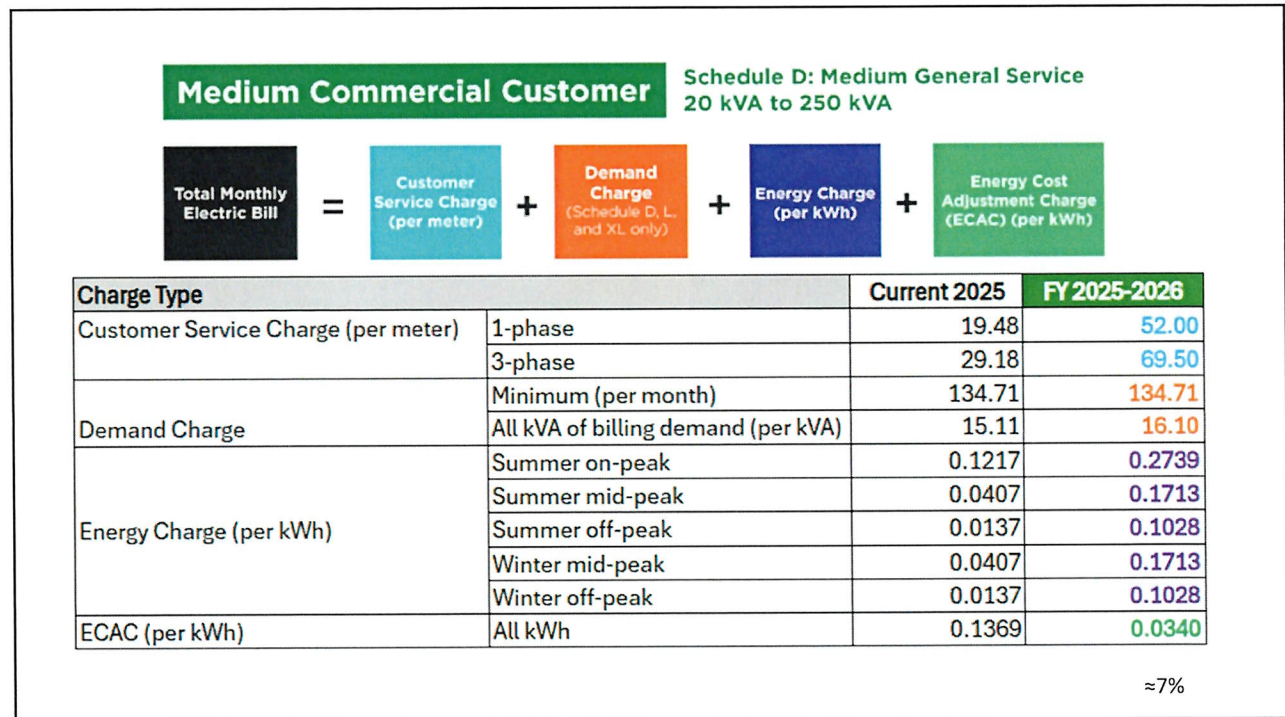 Medium Commercial Customer
Schedule D: Medium General Service
20 kVA to 250 kVA
Total Monthly
Electric Bill
=
Customer
Service Charge
(per meter)
+
Demand
Charge
(Schedule D, L,
and XL only)
+
Energy Charge
(per kWh)
+
Energy Cost
Adjustment Charge
(ECAC) (per kWh)
Charge Type Current 2025 FY 2025-2026
Customer Service Charge (per meter) 1-phase 19.48 52.00
3-phase 29.18 69.50
Demand Charge Minimum (per month) 134.71 134.71
All kVA of billing demand (per kVA) 15.11 16.10
Energy Charge (per kWh) Summer on-peak 0.1217 0.2739
Summer mid-peak 0.0407 0.1713
Summer off-peak 0.0137 0.1028
Winter mid-peak 0.0407 0.1713
Winter off-peak 0.0137 0.1028
ECAC (per kWh) All kWh 0.1369 0.0340
≈7%